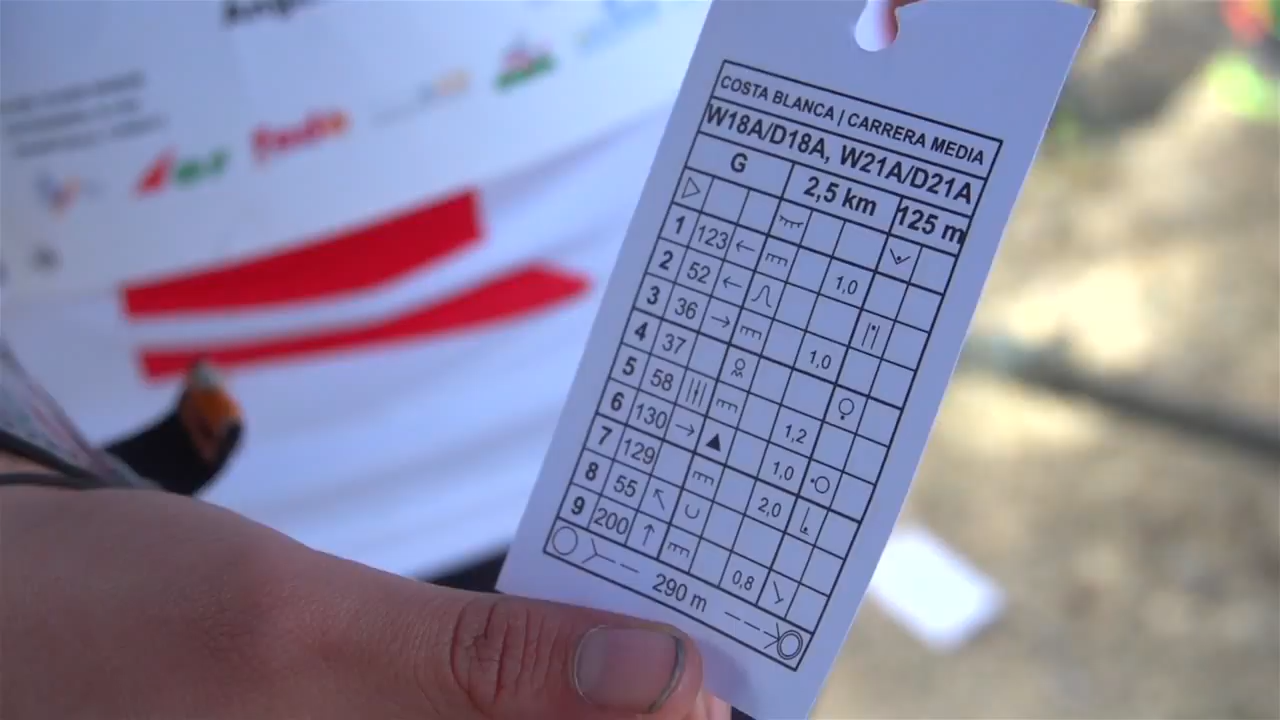 COSTA BLANCA | CARRERA MEDIA
W18A/D18A, W21A/D21A
G 2,5 km 125 m
1 123 1,0
2 52
3 36 1,0
4 37
5 58 1,2
6 130 1,0
7 129 2,0
8 55
9 200 0,8
290 m